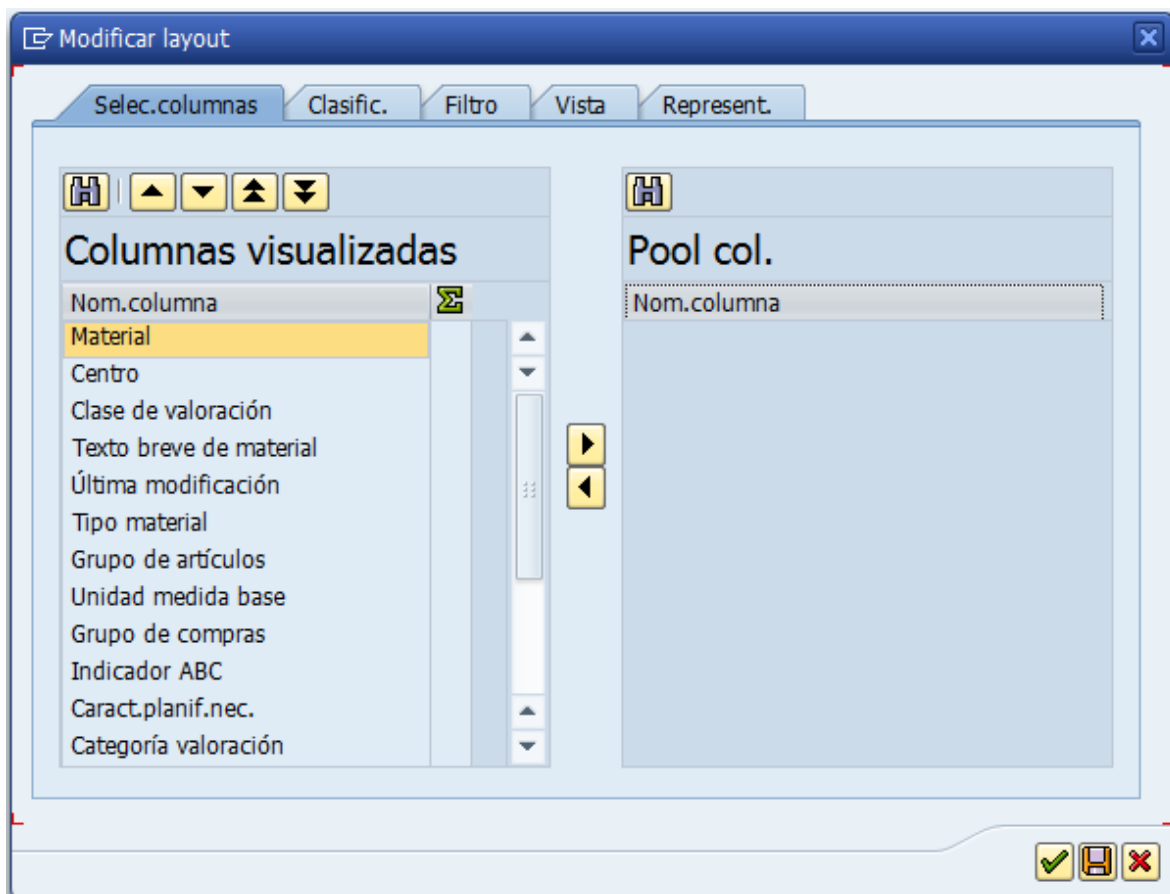 Modificar layout
Selec.columnas Clasific. Filtro Vista Represent.
Columnas visualizadas
Nom.columna
Material
Centro
Clase de valoración
Texto breve de material
Última modificación
Tipo material
Grupo de artículos
Unidad medida base
Grupo de compras
Indicador ABC
Caract.planif.nec.
Categoría valoración
Pool col.
Nom.columna